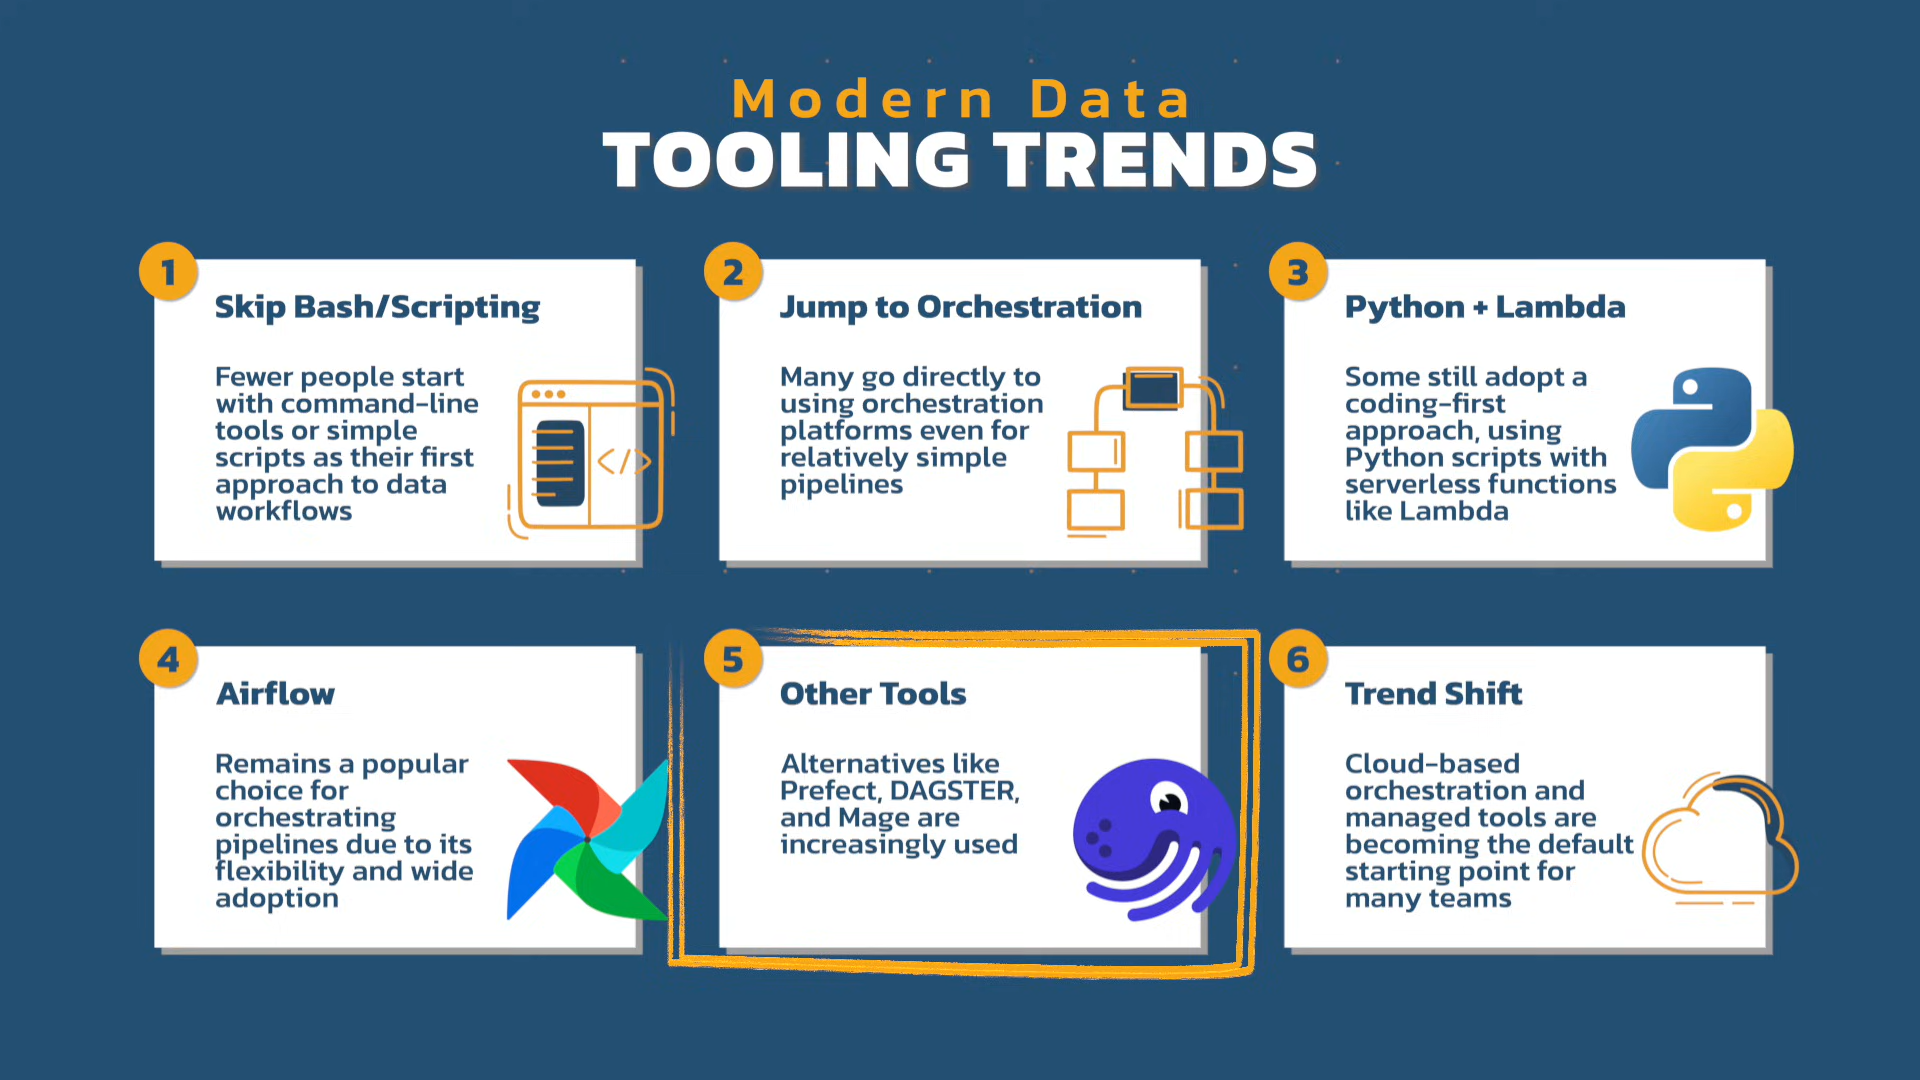 Modern Data
TOOLING TRENDS
1
Skip Bash/Scripting
Fewer people start
with command-line
tools or simple
scripts as their first
approach to data
workflows
2
Jump to Orchestration
Many go directly to
using orchestration
platforms even for
relatively simple
pipelines
3
Python + Lambda
Some still adopt a
coding-first
approach, using
Python scripts with
serverless functions
like Lambda
4
Airflow
Remains a popular
choice for
orchestrating
pipelines due to its
flexibility and wide
adoption
5
Other Tools
Alternatives like
Prefect, DAGSTER,
and Mage are
increasingly used
6
Trend Shift
Cloud-based
orchestration and
managed tools are
becoming the default
starting point for
many teams